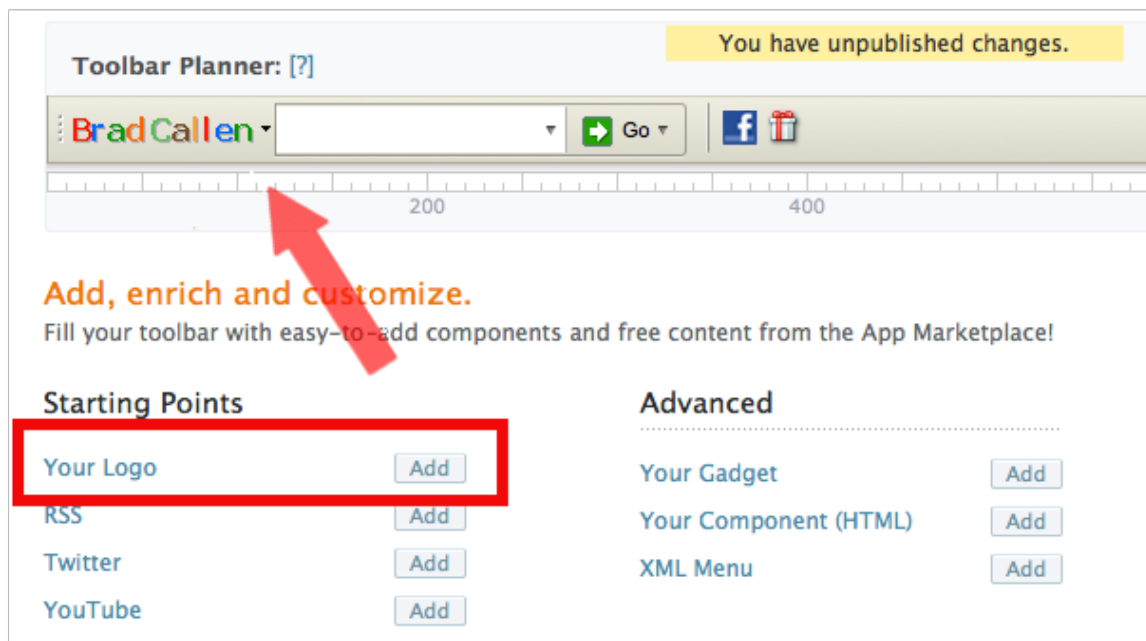 You have unpublished changes.
Toolbar Planner: [?]
BradCallen Go
200 400
Add, enrich and customize.
Fill your toolbar with easy-to-add components and free content from the App Marketplace!
Starting Points Advanced
Your Logo Add
Your Gadget Add
RSS Add
Your Component (HTML) Add
Twitter Add
XML Menu Add
YouTube Add